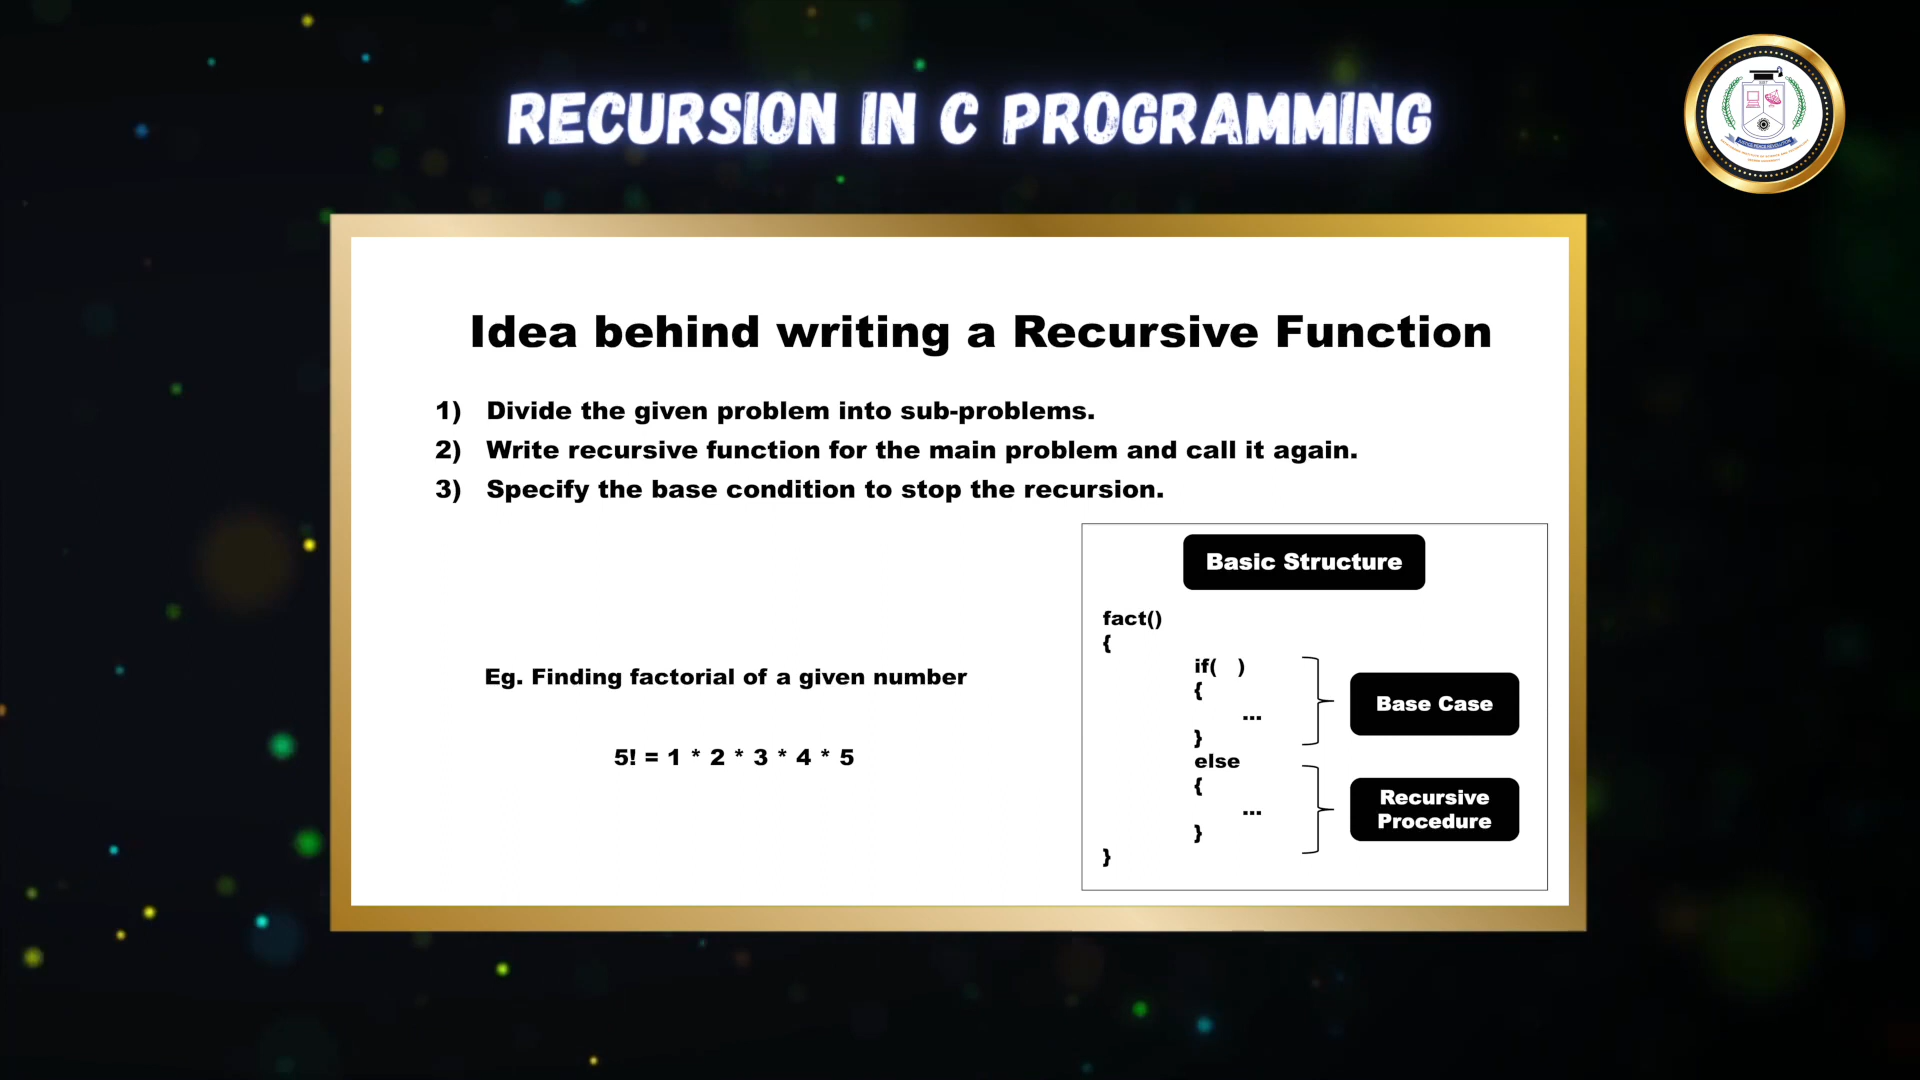 RECURSION IN C PROGRAMMING
Idea behind writing a Recursive Function
1) Divide the given problem into sub-problems.
2) Write recursive function for the main problem and call it again.
3) Specify the base condition to stop the recursion.
Eg. Finding factorial of a given number
5! = 1 * 2 * 3 * 4 * 5
Basic Structure
fact()
{
if( )
{
...
}
else
{
...
}
}
Base Case
Recursive
Procedure